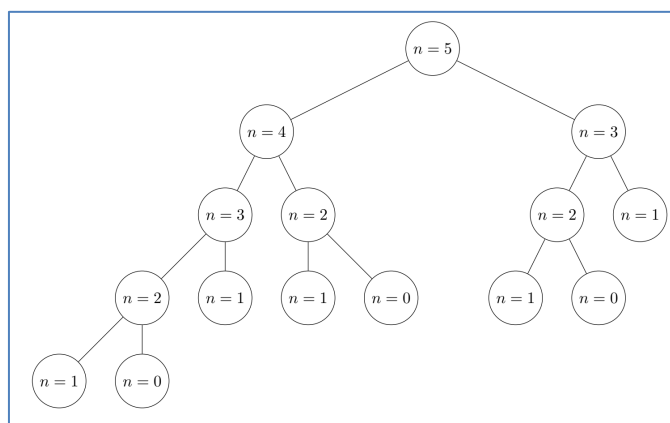 n = 5
n = 4
n = 3
n = 3
n = 2
n = 2
n = 1
n = 2
n = 1
n = 1
n = 0
n = 1
n = 0
n = 1
n = 0